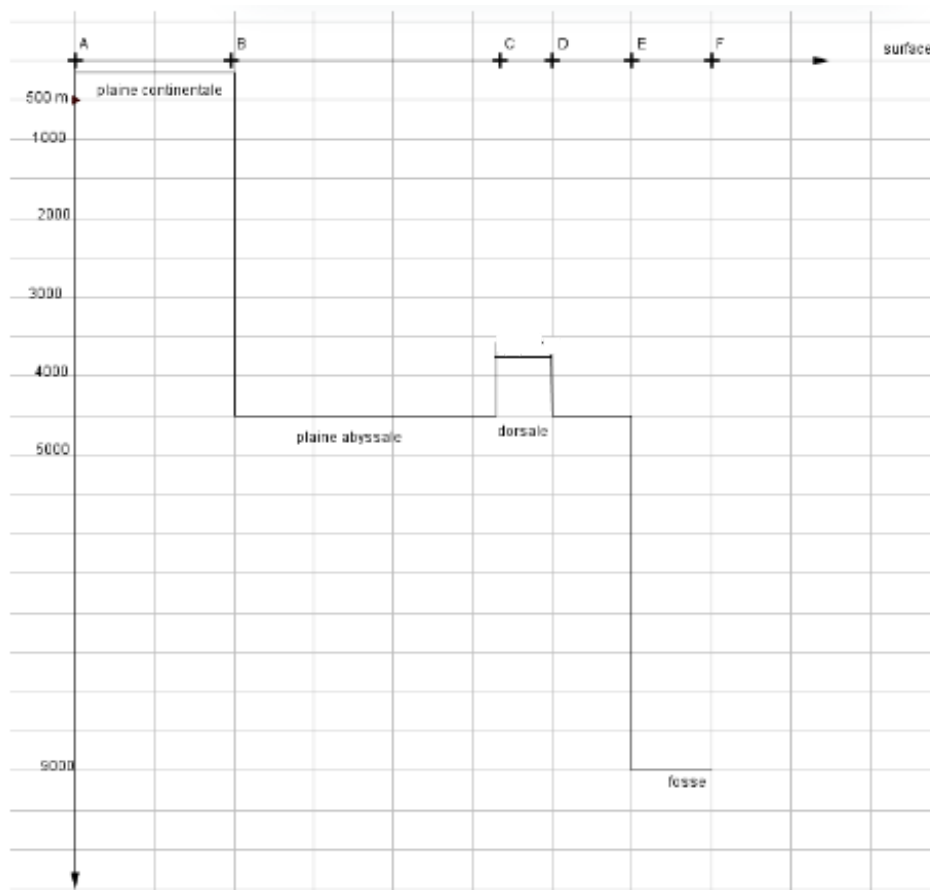 A B C D E F
surface
plaine continentale
500 m
1000
2000
3000
4000
dorsale
plaine abyssale
5000
9000
fosse